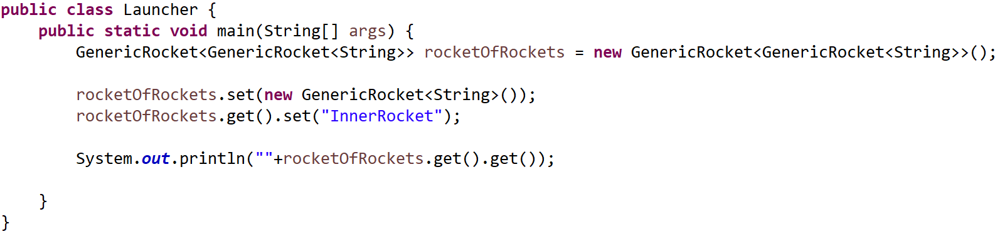 public class Launcher {
    public static void main(String[] args) {
        GenericRocket<GenericRocket<String>> rocketOfRockets = new GenericRocket<GenericRocket<String>>();
        rocketOfRockets.set(new GenericRocket<String>());
        rocketOfRockets.get().set("InnerRocket");
        System.out.println(""+rocketOfRockets.get().get());
    }
}